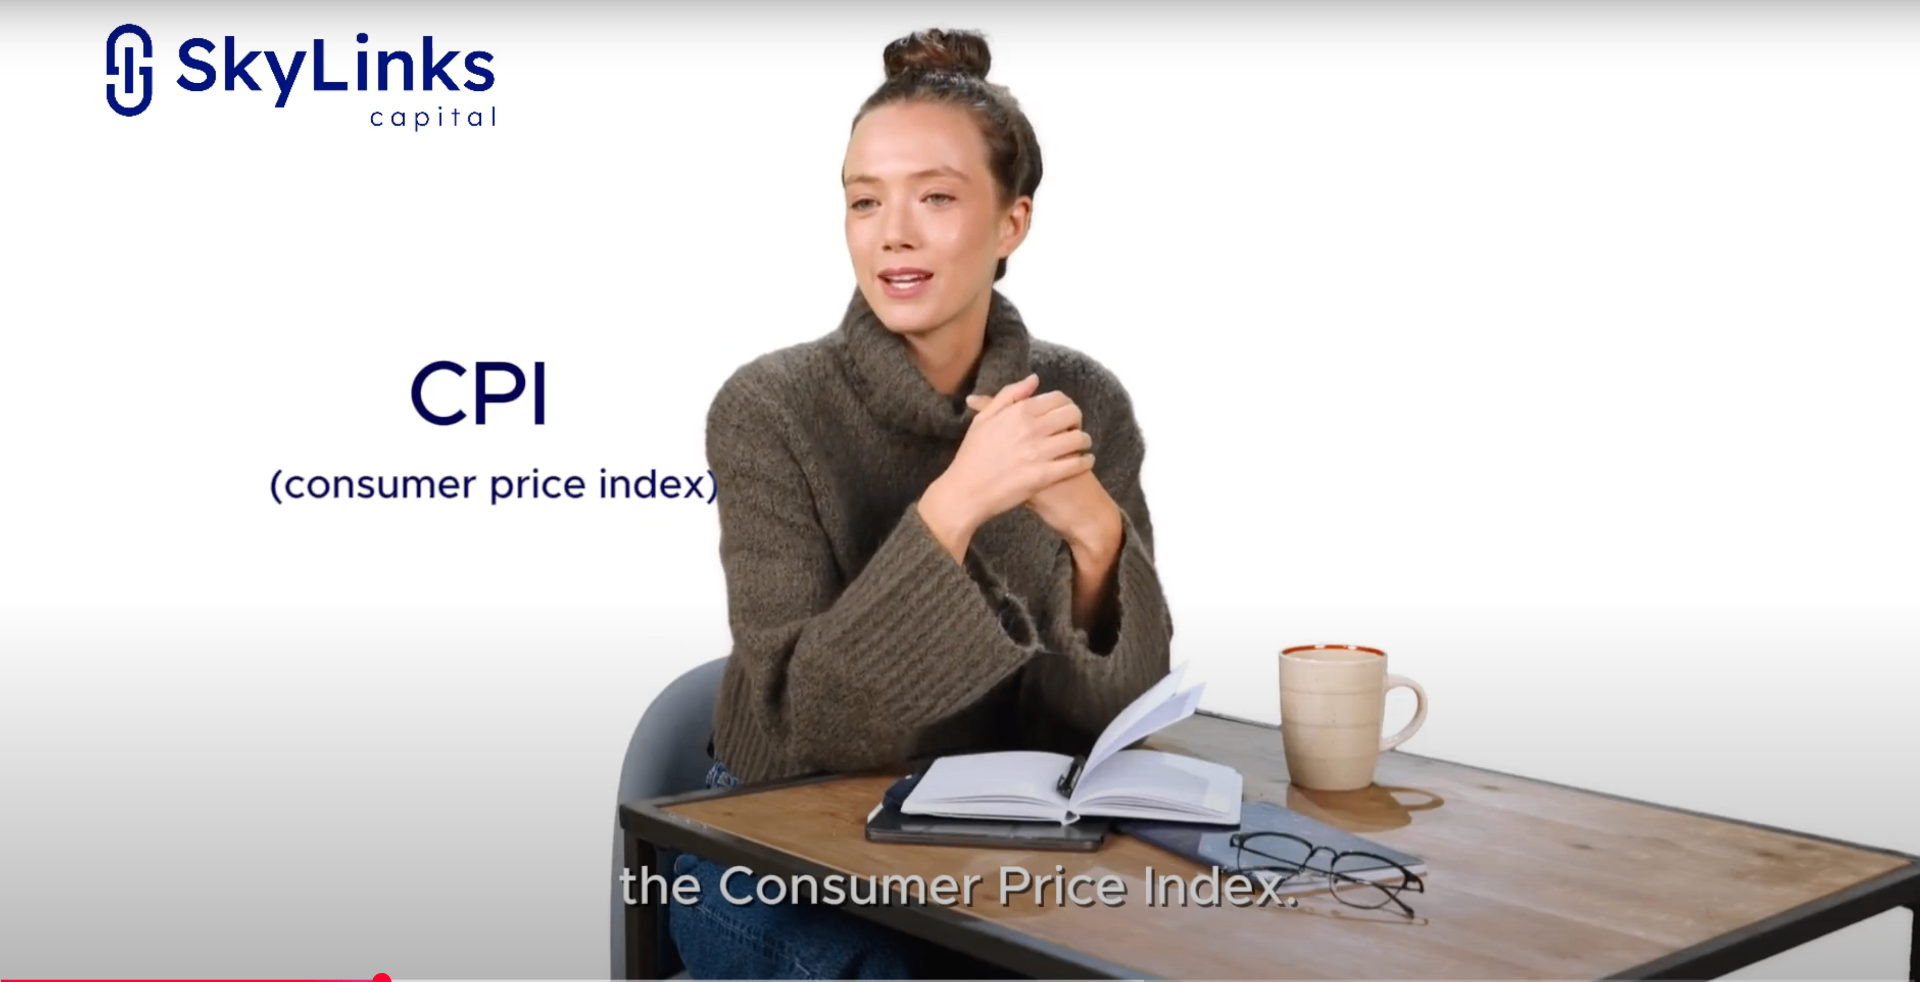 SkyLinks
capital
CPI
(consumer price index)
the Consumer Price Index.